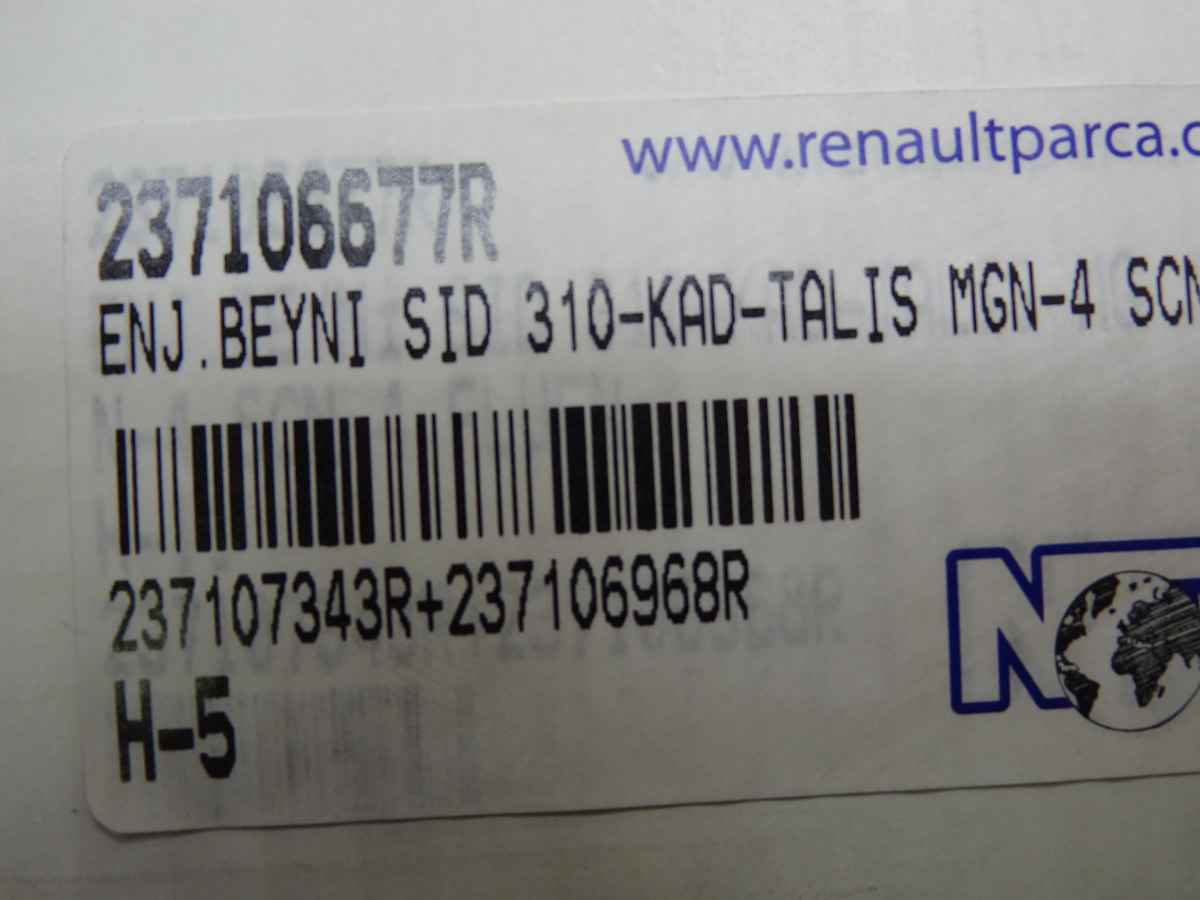 www.renaultparca.c
237106677R
ENJ.BEYNI SID 310-KAD-TALIS MGN-4 SCN
237107343R+237106968R
H-5
N